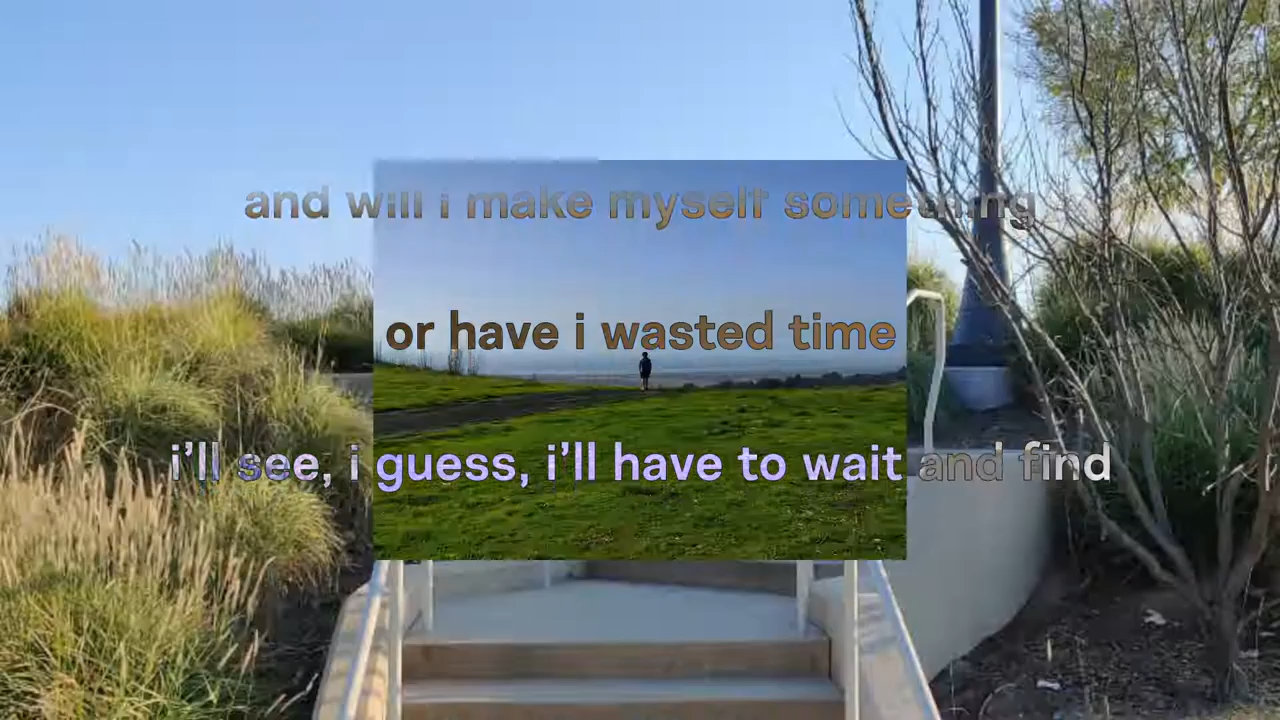 and will i make myself something
or have i wasted time
i’ll see, i guess, i’ll have to wait and find